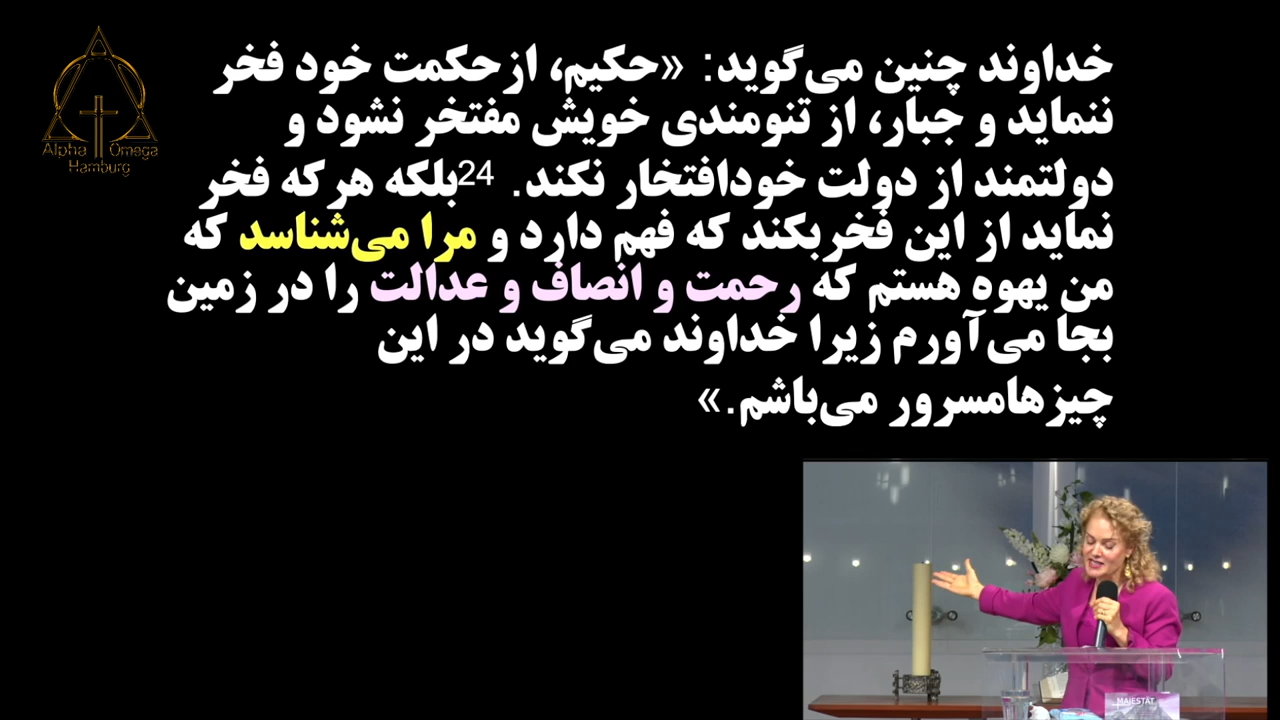 Alpha Omega
Hamburg
خداوند چنین می‌گوید: «حکیم، ازحکمت خود فخر
ننماید و جبار، از تنومندی خویش مفتخر نشود و
دولتمند از دولت خودافتخار نکند. 24بلکه هرکه فخر
نماید از این فخربکند که فهم دارد و مرا می‌شناسد که
من یهوه هستم که رحمت و انصاف و عدالت را در زمین
بجا می‌آورم زیرا خداوند می‌گوید در این
چیزهامسرور می‌باشم.»
MAJESTÄT